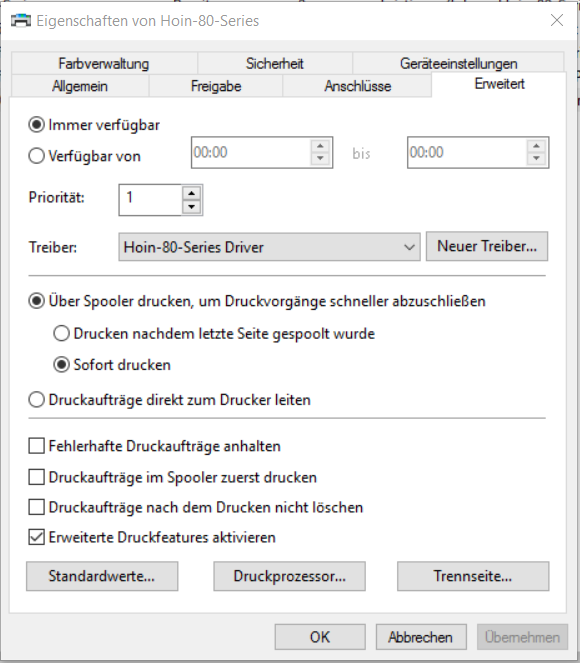 Eigenschaften von Hoin-80-Series
Farbverwaltung Sicherheit Geräteeinstellungen
Allgemein Freigabe Anschlüsse Erweitert
Immer verfügbar
Verfügbar von 00:00 bis 00:00
Priorität: 1
Treiber: Hoin-80-Series Driver Neuer Treiber...
Über Spooler drucken, um Druckvorgänge schneller abzuschließen
Drucken nachdem letzte Seite gespoolt wurde
Sofort drucken
Druckaufträge direkt zum Drucker leiten
Fehlerhafte Druckaufträge anhalten
Druckaufträge im Spooler zuerst drucken
Druckaufträge nach dem Drucken nicht löschen
Erweiterte Druckfeatures aktivieren
Standardwerte... Druckprozessor... Trennseite...
OK Abbrechen Übernehmen